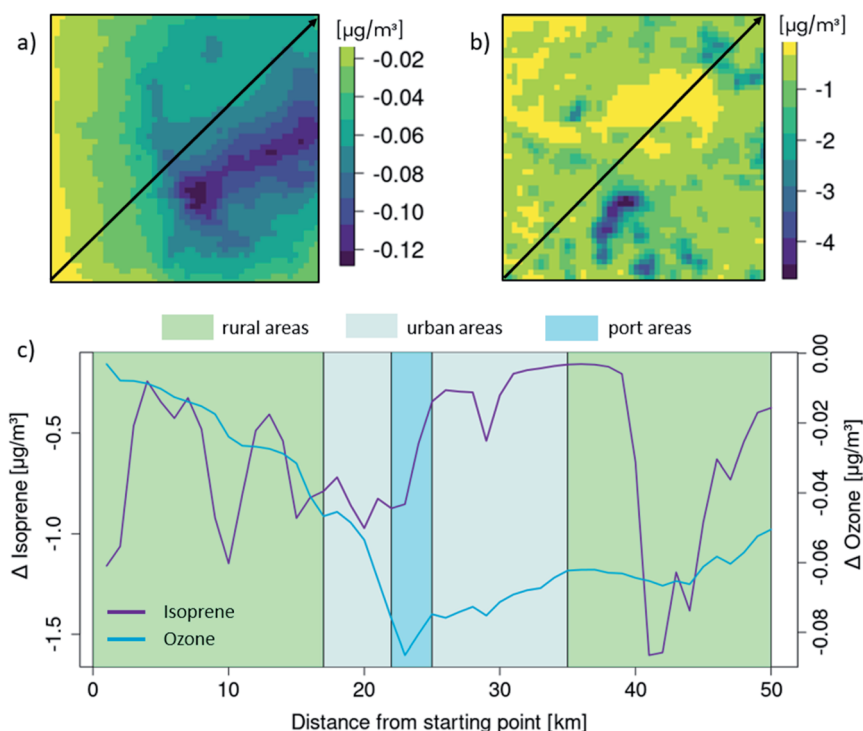 a)
[µg/m³]
-0.02
-0.04
-0.06
-0.08
-0.10
-0.12
b)
[µg/m³]
-1
-2
-3
-4
rural areas
urban areas
port areas
c)
Δ Isoprene [µg/m³]
-0.5
-1.0
-1.5
Isoprene
Ozone
0.00
-0.02
-0.04
-0.06
-0.08
Δ Ozone [µg/m³]
0 10 20 30 40 50
Distance from starting point [km]